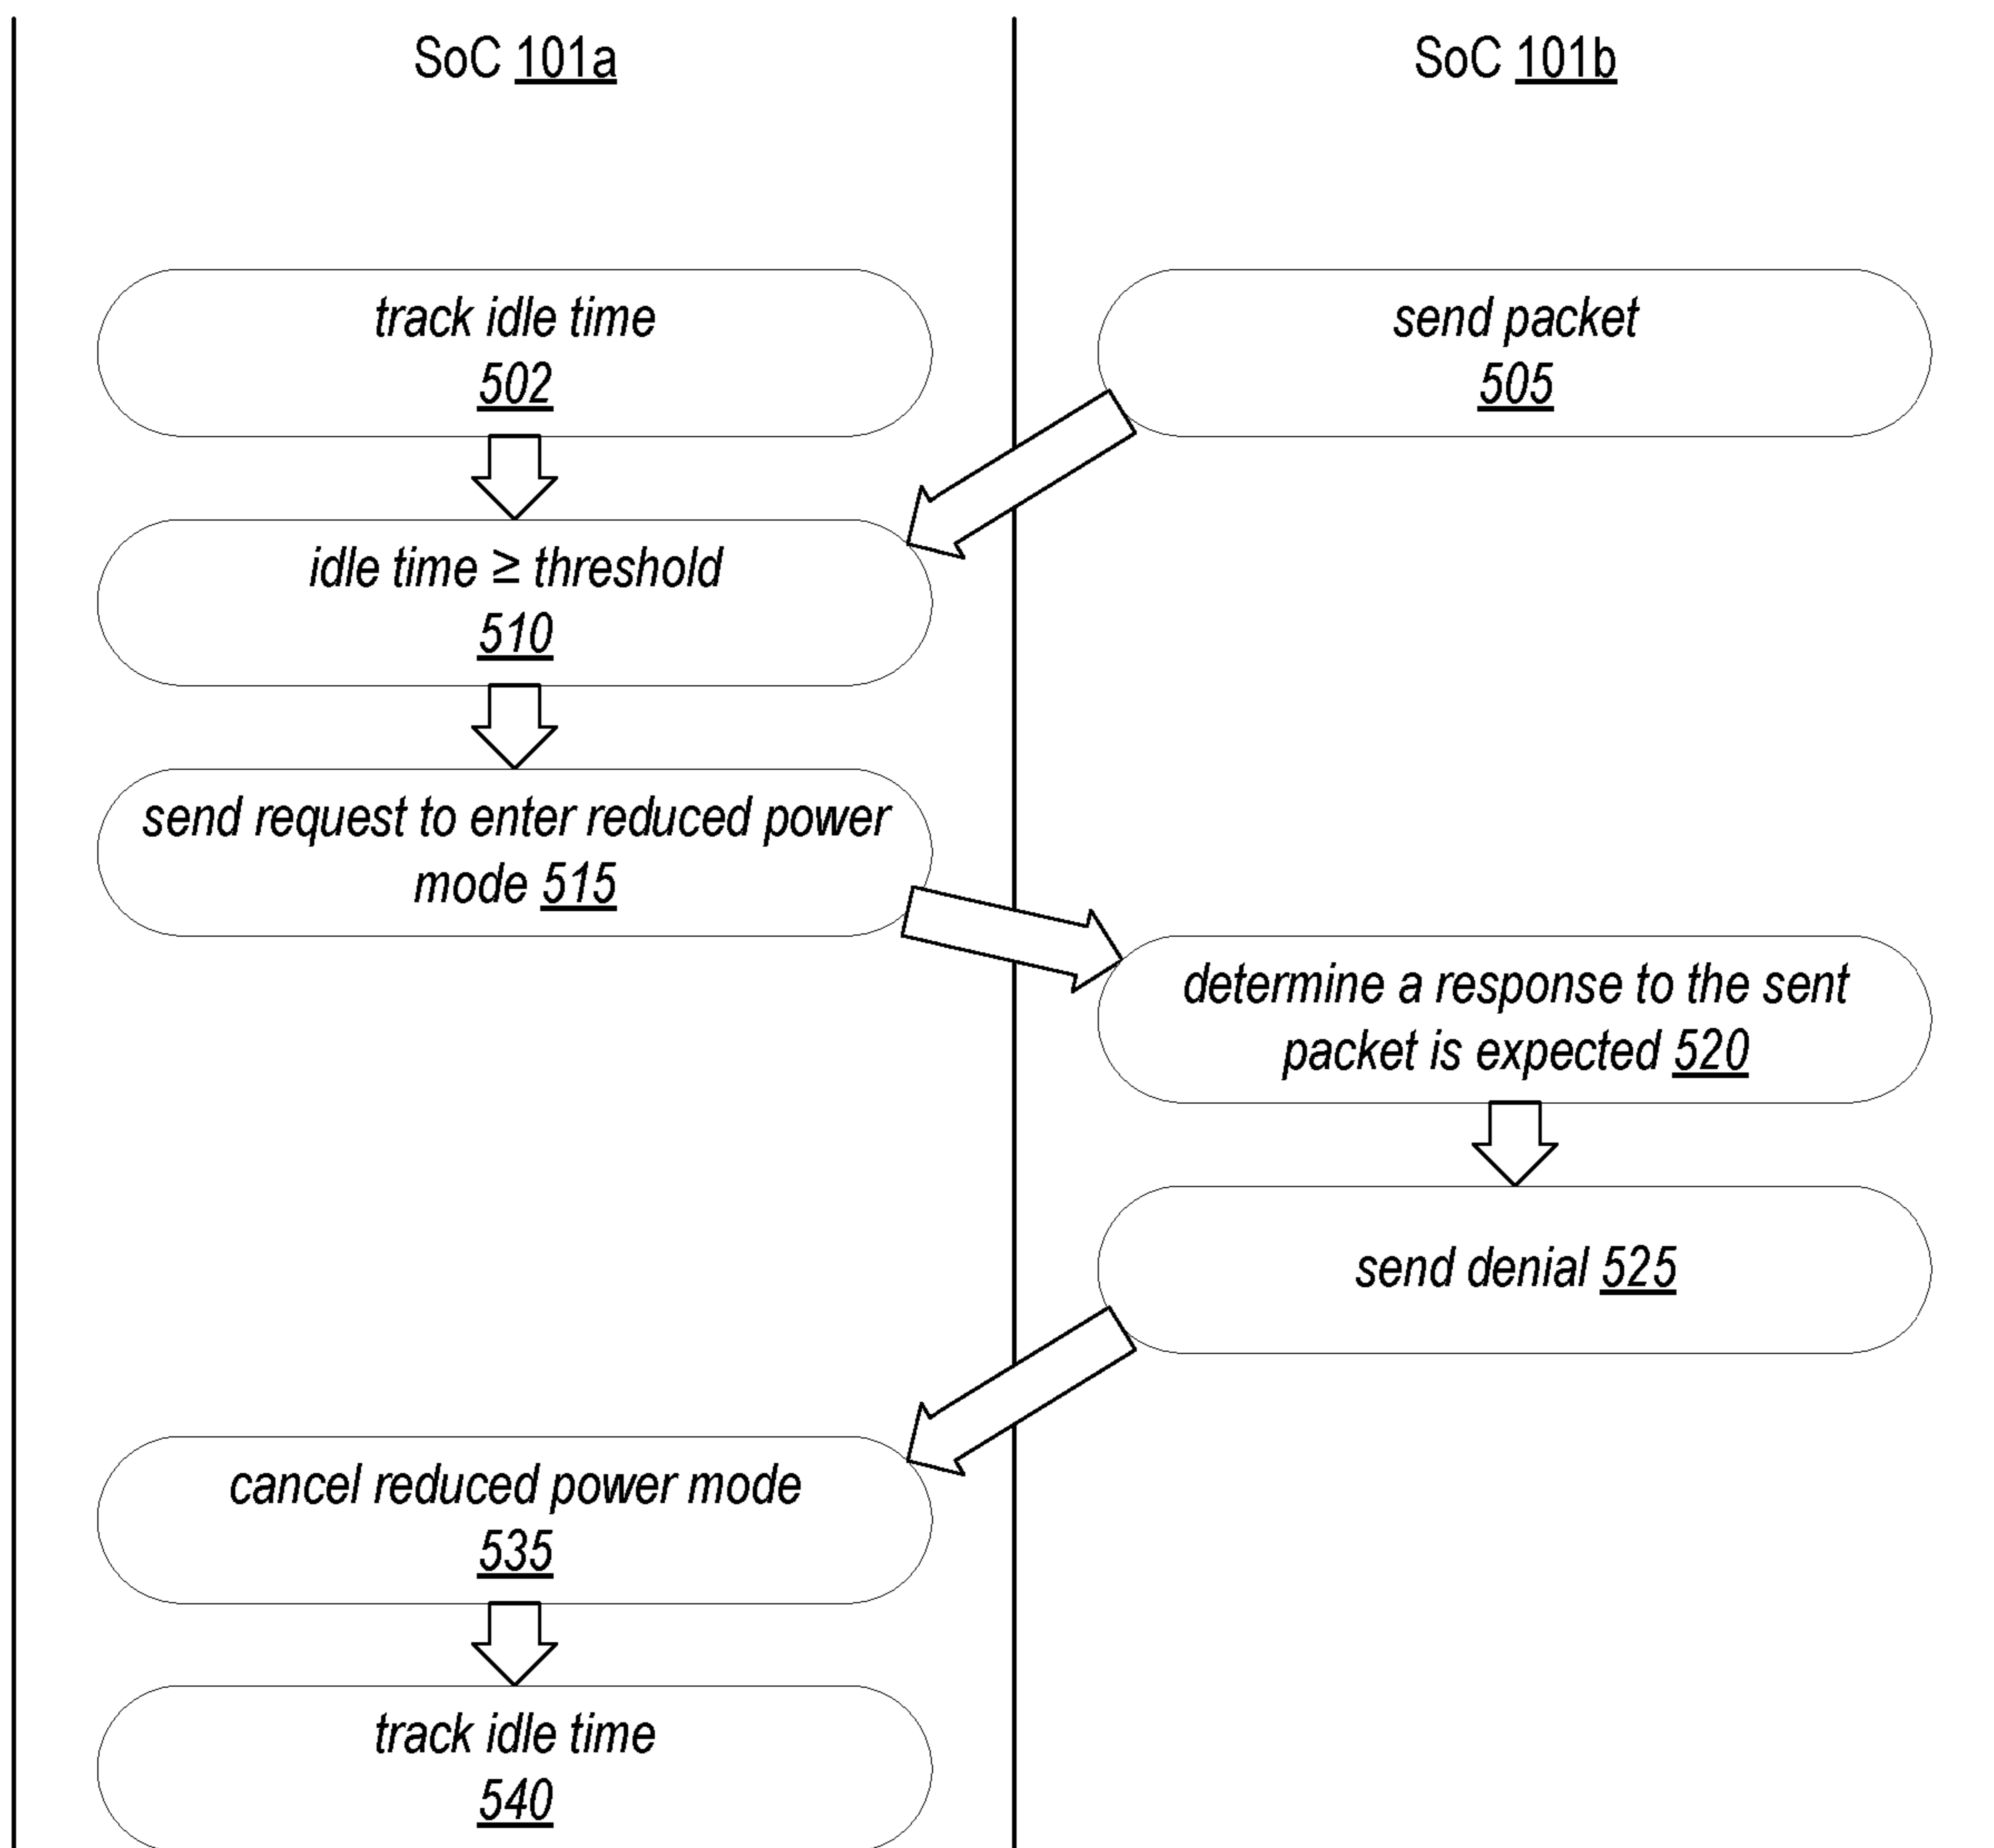 SoC 101a
SoC 101b
track idle time
502
send packet
505
idle time ≥ threshold
510
send request to enter reduced power
mode 515
determine a response to the sent
packet is expected 520
send denial 525
cancel reduced power mode
535
track idle time
540